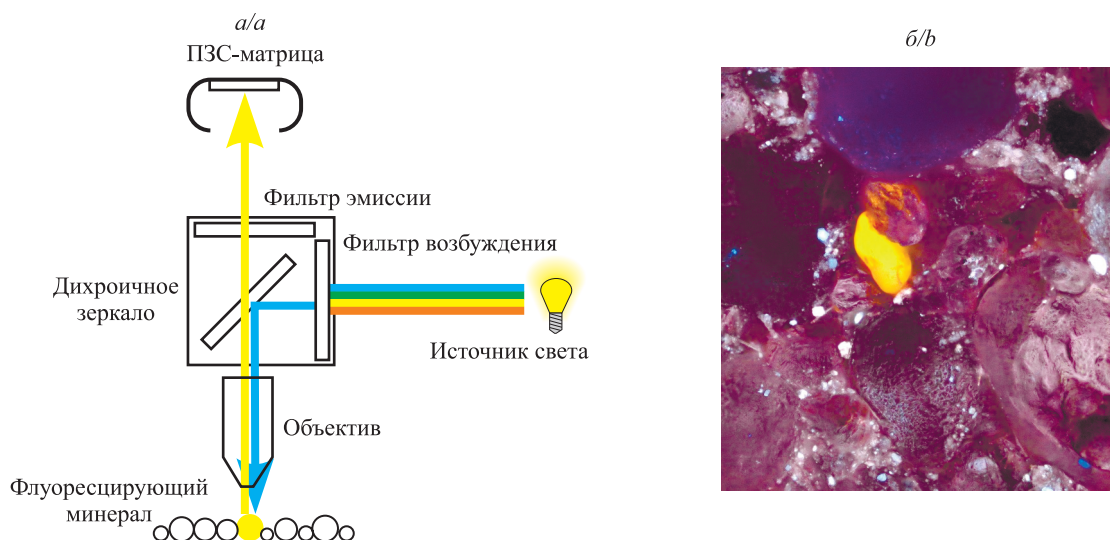 а/a
ПЗС-матрица
Фильтр эмиссии
Фильтр возбуждения
Дихроичное
зеркало
Источник света
Объектив
Флуоресцирующий
минерал
б/b